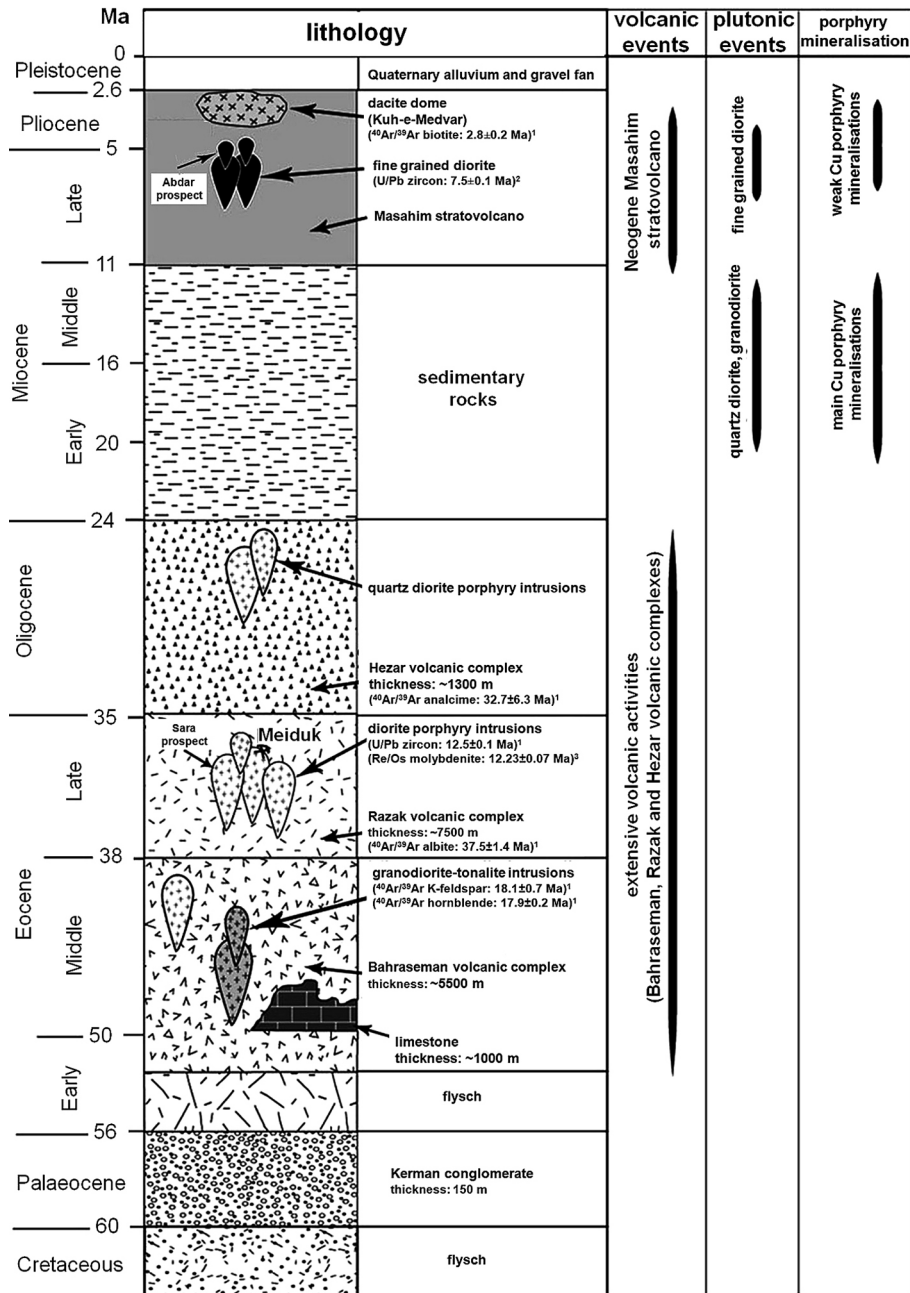 Ma
lithology
volcanic
events
plutonic
events
porphyry
mineralisation
0
Pleistocene
Quaternary alluvium and gravel fan
2.6
Pliocene
dacite dome
(Kuh-e-Medvar)
(⁴⁰Ar/³⁹Ar biotite: 2.8±0.2 Ma)¹
5
Late
Abdar
prospect
fine grained diorite
(U/Pb zircon: 7.5±0.1 Ma)²
Masahim stratovolcano
11
Neogene Masahim
stratovolcano
fine grained diorite
weak Cu porphyry
mineralisations
Miocene
Middle
16
Early
20
sedimentary
rocks
quartz diorite, granodiorite
main Cu porphyry
mineralisations
24
Oligocene
quartz diorite porphyry intrusions
Hezar volcanic complex
thickness: ~1300 m
(⁴⁰Ar/³⁹Ar analcime: 32.7±6.3 Ma)¹
35
extensive volcanic activities
(Bahraseman, Razak and Hezar volcanic complexes)
Eocene
Late
Sara
prospect
Meiduk
diorite porphyry intrusions
(U/Pb zircon: 12.5±0.1 Ma)¹
(Re/Os molybdenite: 12.23±0.07 Ma)³
Razak volcanic complex
thickness: ~7500 m
(⁴⁰Ar/³⁹Ar albite: 37.5±1.4 Ma)¹
38
Middle
granodiorite-tonalite intrusions
(⁴⁰Ar/³⁹Ar K-feldspar: 18.1±0.7 Ma)¹
(⁴⁰Ar/³⁹Ar hornblende: 17.9±0.2 Ma)¹
Bahraseman volcanic complex
thickness: ~5500 m
50
limestone
thickness: ~1000 m
Early
flysch
56
Palaeocene
Kerman conglomerate
thickness: 150 m
60
Cretaceous
flysch